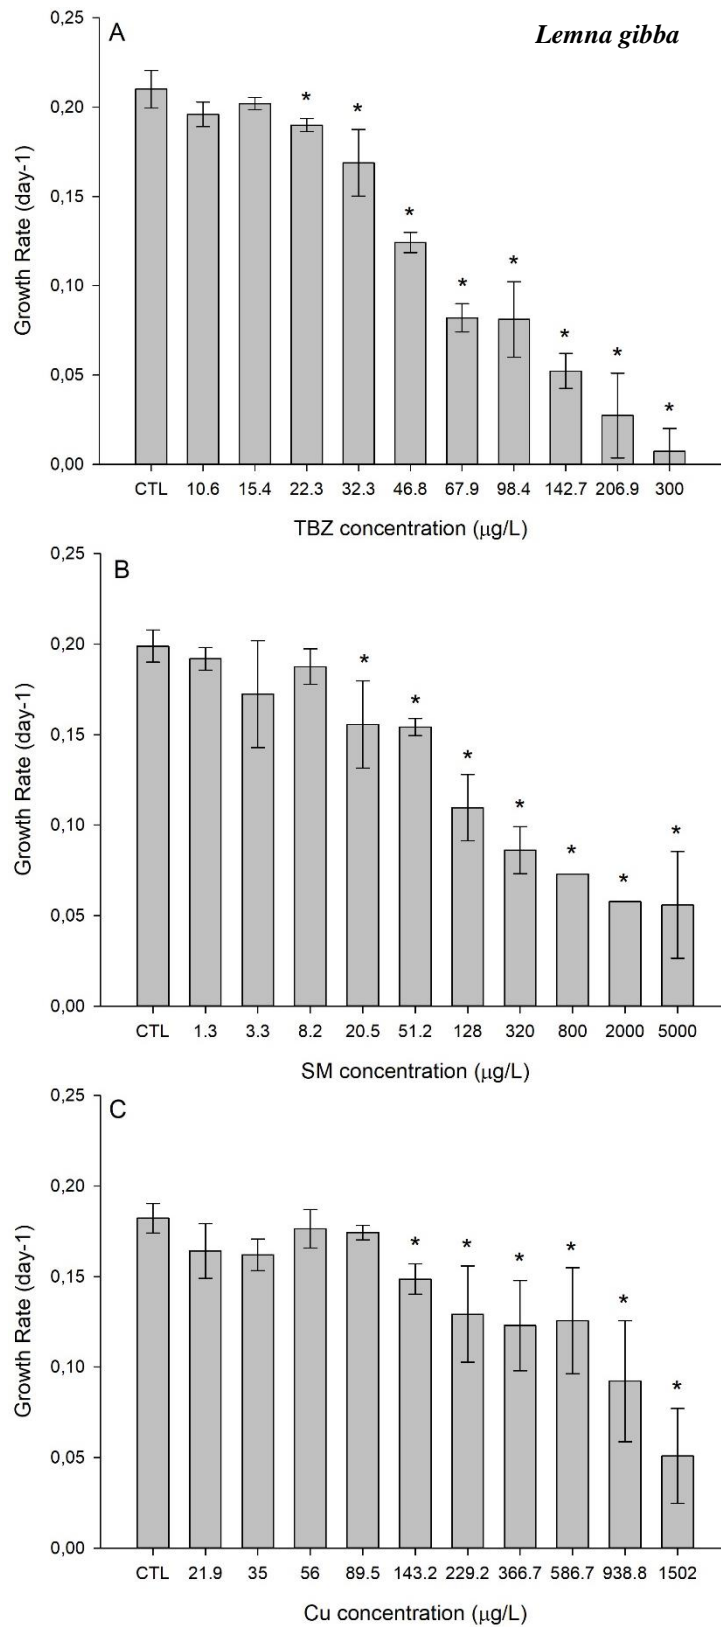 A
Lemna gibba
0,25
0,20
0,15
0,10
0,05
0,00
Growth Rate (day-1)
* * * * * * * *
CTL 10.6 15.4 22.3 32.3 46.8 67.9 98.4 142.7 206.9 300
TBZ concentration (µg/L)
B
0,25
0,20
0,15
0,10
0,05
0,00
Growth Rate (day-1)
* * * * * * *
CTL 1.3 3.3 8.2 20.5 51.2 128 320 800 2000 5000
SM concentration (µg/L)
C
0,25
0,20
0,15
0,10
0,05
0,00
Growth Rate (day-1)
* * * * * *
CTL 21.9 35 56 89.5 143.2 229.2 366.7 586.7 938.8 1502
Cu concentration (µg/L)